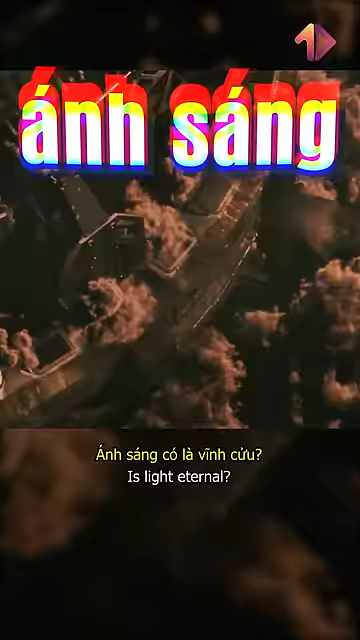 ánh sáng
Ánh sáng có là vĩnh cửu?
Is light eternal?